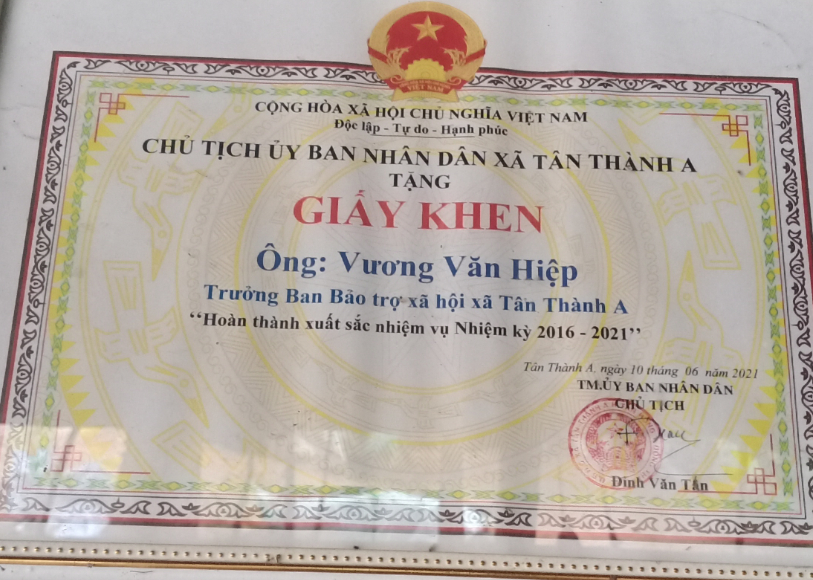 VIỆT NAM
CỘNG HÒA XÃ HỘI CHỦ NGHĨA VIỆT NAM
Độc lập - Tự do - Hạnh phúc
CHỦ TỊCH ỦY BAN NHÂN DÂN XÃ TÂN THÀNH A
TẶNG
GIẤY KHEN
Ông: Vương Văn Hiệp
Trưởng Ban Bảo trợ xã hội xã Tân Thành A
“Hoàn thành xuất sắc nhiệm vụ Nhiệm kỳ 2016 - 2021”
Tân Thành A, ngày 10 tháng 06 năm 2021
TM.ỦY BAN NHÂN DÂN
CHỦ TỊCH
Đinh Văn Tấn